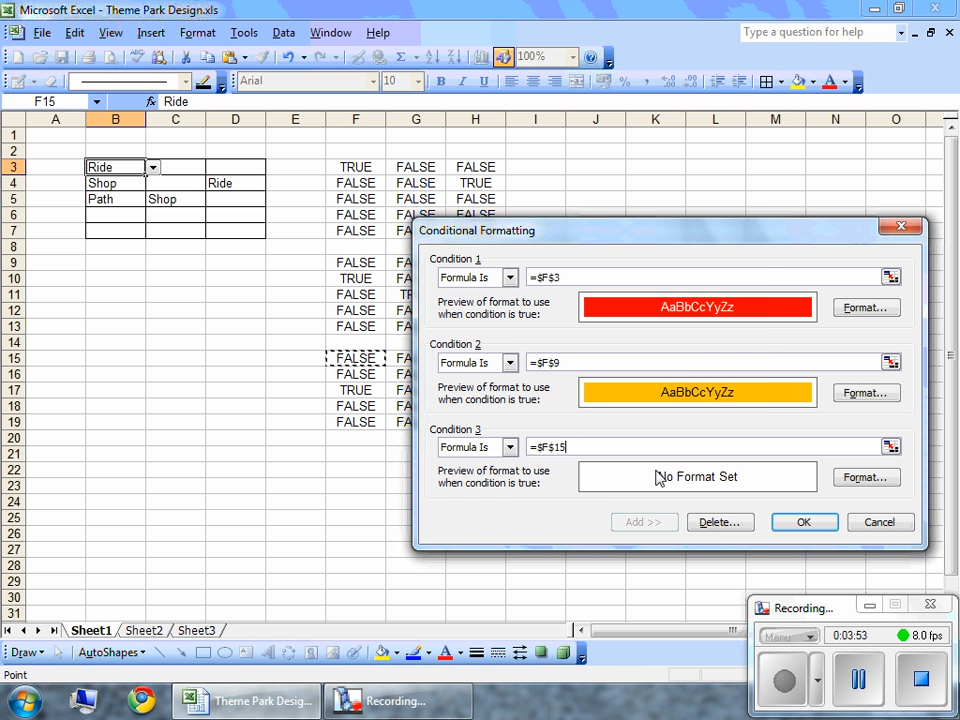 Microsoft Excel - Theme Park Design.xls
File Edit View Insert Format Tools Data Window Help
Type a question for help
100%
Arial 10 B I U
F15 fx Ride
A B C D E F G H I J K L M N O
1
2
3 Ride TRUE FALSE FALSE
4 Shop Ride FALSE FALSE TRUE
5 Path Shop FALSE FALSE FALSE
6 FALSE FALSE FALSE
7 FALSE
8
9 FALSE
10 TRUE
11 FALSE
12 FALSE
13 FALSE
14
15 FALSE
16 FALSE
17 TRUE
18 FALSE
19 FALSE
20
21
22
23
24
25
26
27
28
29
30
31
Conditional Formatting
Condition 1
Formula Is =$F$3
Preview of format to use
when condition is true:
AaBbCcYyZz
Format...
Condition 2
Formula Is =$F$9
Preview of format to use
when condition is true:
AaBbCcYyZz
Format...
Condition 3
Formula Is =$F$15
Preview of format to use
when condition is true:
No Format Set
Format...
Add >> Delete... OK Cancel
Sheet1 Sheet2 Sheet3
Draw AutoShapes
Point
Recording...
Menu 0:03:53 8.0 fps
Theme Park Desig...
Recording...